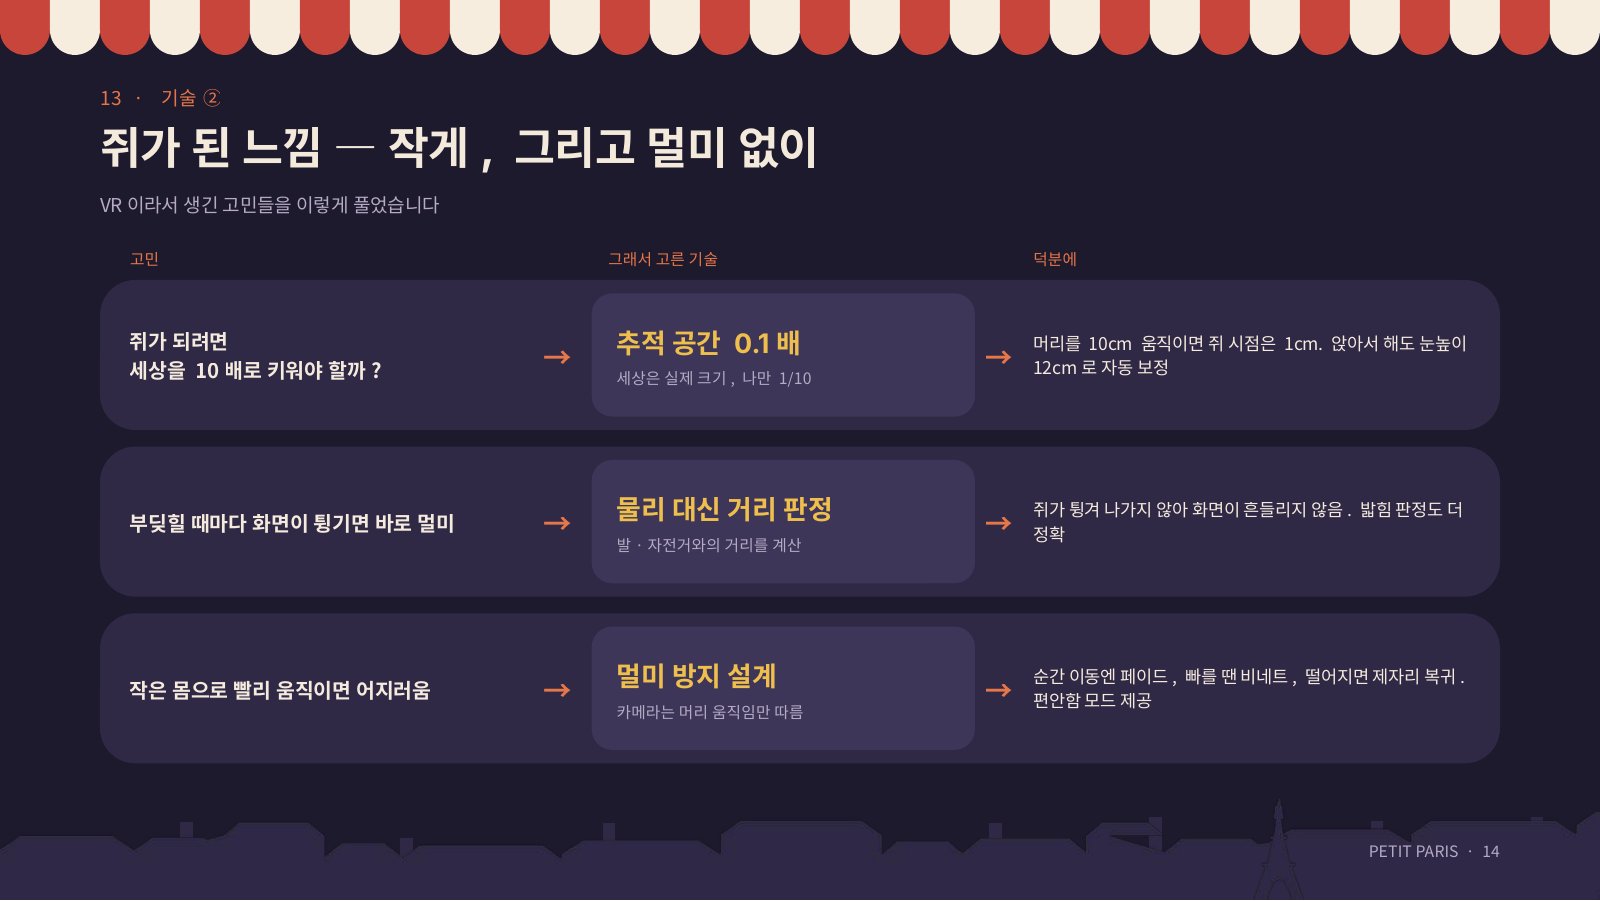 13 · 기술 ②
쥐가 된 느낌 — 작게 , 그리고 멀미 없이
VR 이라서 생긴 고민들을 이렇게 풀었습니다
고민
그래서 고른 기술
덕분에
쥐가 되려면
세상을 10 배로 키워야 할까 ?
→
추적 공간 0.1 배
세상은 실제 크기 , 나만 1/10
→
머리를 10cm 움직이면 쥐 시점은 1cm. 앉아서 해도 눈높이
12cm 로 자동 보정
부딪힐 때마다 화면이 튕기면 바로 멀미
→
물리 대신 거리 판정
발 · 자전거와의 거리를 계산
→
쥐가 튕겨 나가지 않아 화면이 흔들리지 않음 . 밟힘 판정도 더
정확
작은 몸으로 빨리 움직이면 어지러움
→
멀미 방지 설계
카메라는 머리 움직임만 따름
→
순간 이동엔 페이드 , 빠를 땐 비네트 , 떨어지면 제자리 복귀 .
편안함 모드 제공
PETIT PARIS · 14